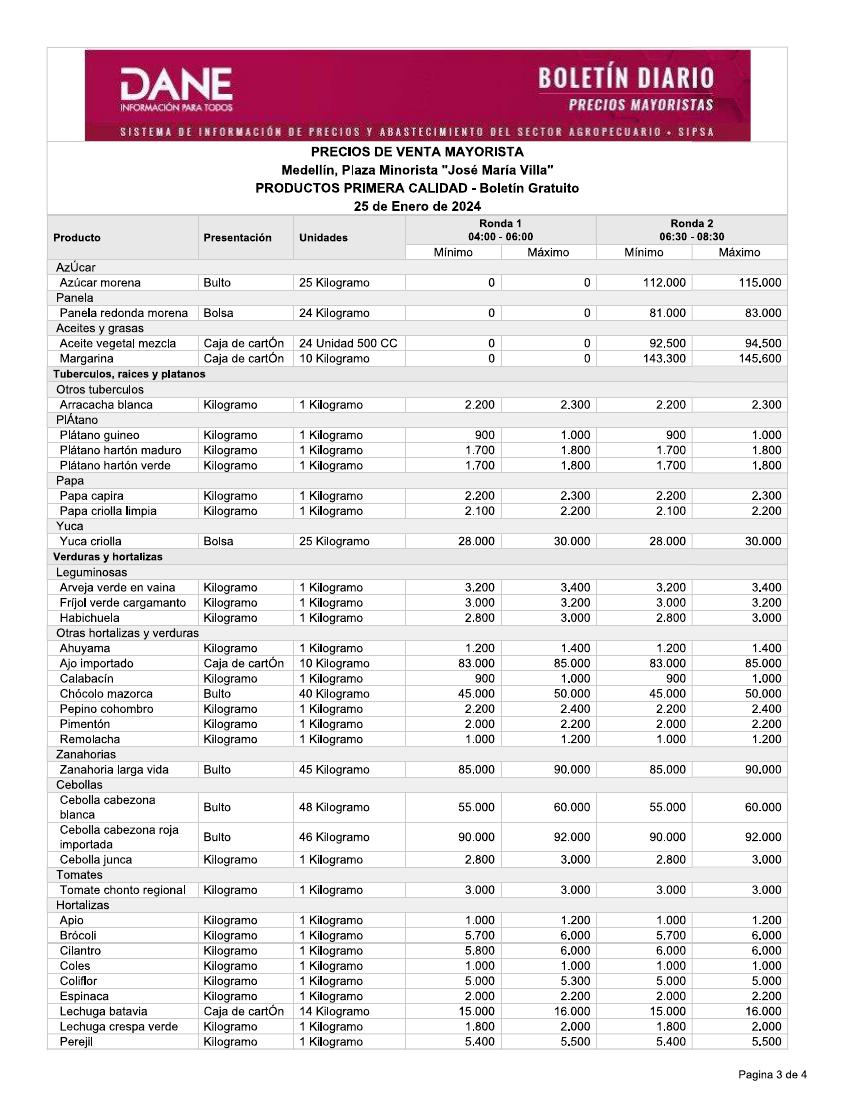 DANE
INFORMACIÓN PARA TODOS
BOLETÍN DIARIO
PRECIOS MAYORISTAS
SISTEMA DE INFORMACIÓN DE PRECIOS Y ABASTECIMIENTO DEL SECTOR AGROPECUARIO • SIPSA
PRECIOS DE VENTA MAYORISTA
Medellín, Plaza Minorista "José María Villa"
PRODUCTOS PRIMERA CALIDAD - Boletín Gratuito
25 de Enero de 2024
Producto Presentación Unidades Ronda 1 04:00 - 06:00 Ronda 2 06:30 - 08:30
Mínimo Máximo Mínimo Máximo
AzÚcar
Azúcar morena Bulto 25 Kilogramo 0 0 112.000 115.000
Panela
Panela redonda morena Bolsa 24 Kilogramo 0 0 81.000 83.000
Aceites y grasas
Aceite vegetal mezcla Caja de cartÓn 24 Unidad 500 CC 0 0 92.500 94.500
Margarina Caja de cartÓn 10 Kilogramo 0 0 143.300 145.600
Tuberculos, raices y platanos
Otros tuberculos
Arracacha blanca Kilogramo 1 Kilogramo 2.200 2.300 2.200 2.300
PlÁtano
Plátano guineo Kilogramo 1 Kilogramo 900 1.000 900 1.000
Plátano hartón maduro Kilogramo 1 Kilogramo 1.700 1.800 1.700 1.800
Plátano hartón verde Kilogramo 1 Kilogramo 1.700 1.800 1.700 1.800
Papa
Papa capira Kilogramo 1 Kilogramo 2.200 2.300 2.200 2.300
Papa criolla limpia Kilogramo 1 Kilogramo 2.100 2.200 2.100 2.200
Yuca
Yuca criolla Bolsa 25 Kilogramo 28.000 30.000 28.000 30.000
Verduras y hortalizas
Leguminosas
Arveja verde en vaina Kilogramo 1 Kilogramo 3.200 3.400 3.200 3.400
Fríjol verde cargamanto Kilogramo 1 Kilogramo 3.000 3.200 3.000 3.200
Habichuela Kilogramo 1 Kilogramo 2.800 3.000 2.800 3.000
Otras hortalizas y verduras
Ahuyama Kilogramo 1 Kilogramo 1.200 1.400 1.200 1.400
Ajo importado Caja de cartÓn 10 Kilogramo 83.000 85.000 83.000 85.000
Calabacín Kilogramo 1 Kilogramo 900 1.000 900 1.000
Chócolo mazorca Bulto 40 Kilogramo 45.000 50.000 45.000 50.000
Pepino cohombro Kilogramo 1 Kilogramo 2.200 2.400 2.200 2.400
Pimentón Kilogramo 1 Kilogramo 2.000 2.200 2.000 2.200
Remolacha Kilogramo 1 Kilogramo 1.000 1.200 1.000 1.200
Zanahorias
Zanahoria larga vida Bulto 45 Kilogramo 85.000 90.000 85.000 90.000
Cebollas
Cebolla cabezona blanca Bulto 48 Kilogramo 55.000 60.000 55.000 60.000
Cebolla cabezona roja importada Bulto 46 Kilogramo 90.000 92.000 90.000 92.000
Cebolla junca Kilogramo 1 Kilogramo 2.800 3.000 2.800 3.000
Tomates
Tomate chonto regional Kilogramo 1 Kilogramo 3.000 3.000 3.000 3.000
Hortalizas
Apio Kilogramo 1 Kilogramo 1.000 1.200 1.000 1.200
Brócoli Kilogramo 1 Kilogramo 5.700 6.000 5.700 6.000
Cilantro Kilogramo 1 Kilogramo 5.800 6.000 6.000 6.000
Coles Kilogramo 1 Kilogramo 1.000 1.000 1.000 1.000
Coliflor Kilogramo 1 Kilogramo 5.000 5.300 5.000 5.000
Espinaca Kilogramo 1 Kilogramo 2.000 2.200 2.000 2.200
Lechuga batavia Caja de cartÓn 14 Kilogramo 15.000 16.000 15.000 16.000
Lechuga crespa verde Kilogramo 1 Kilogramo 1.800 2.000 1.800 2.000
Perejil Kilogramo 1 Kilogramo 5.400 5.500 5.400 5.500
Pagina 3 de 4